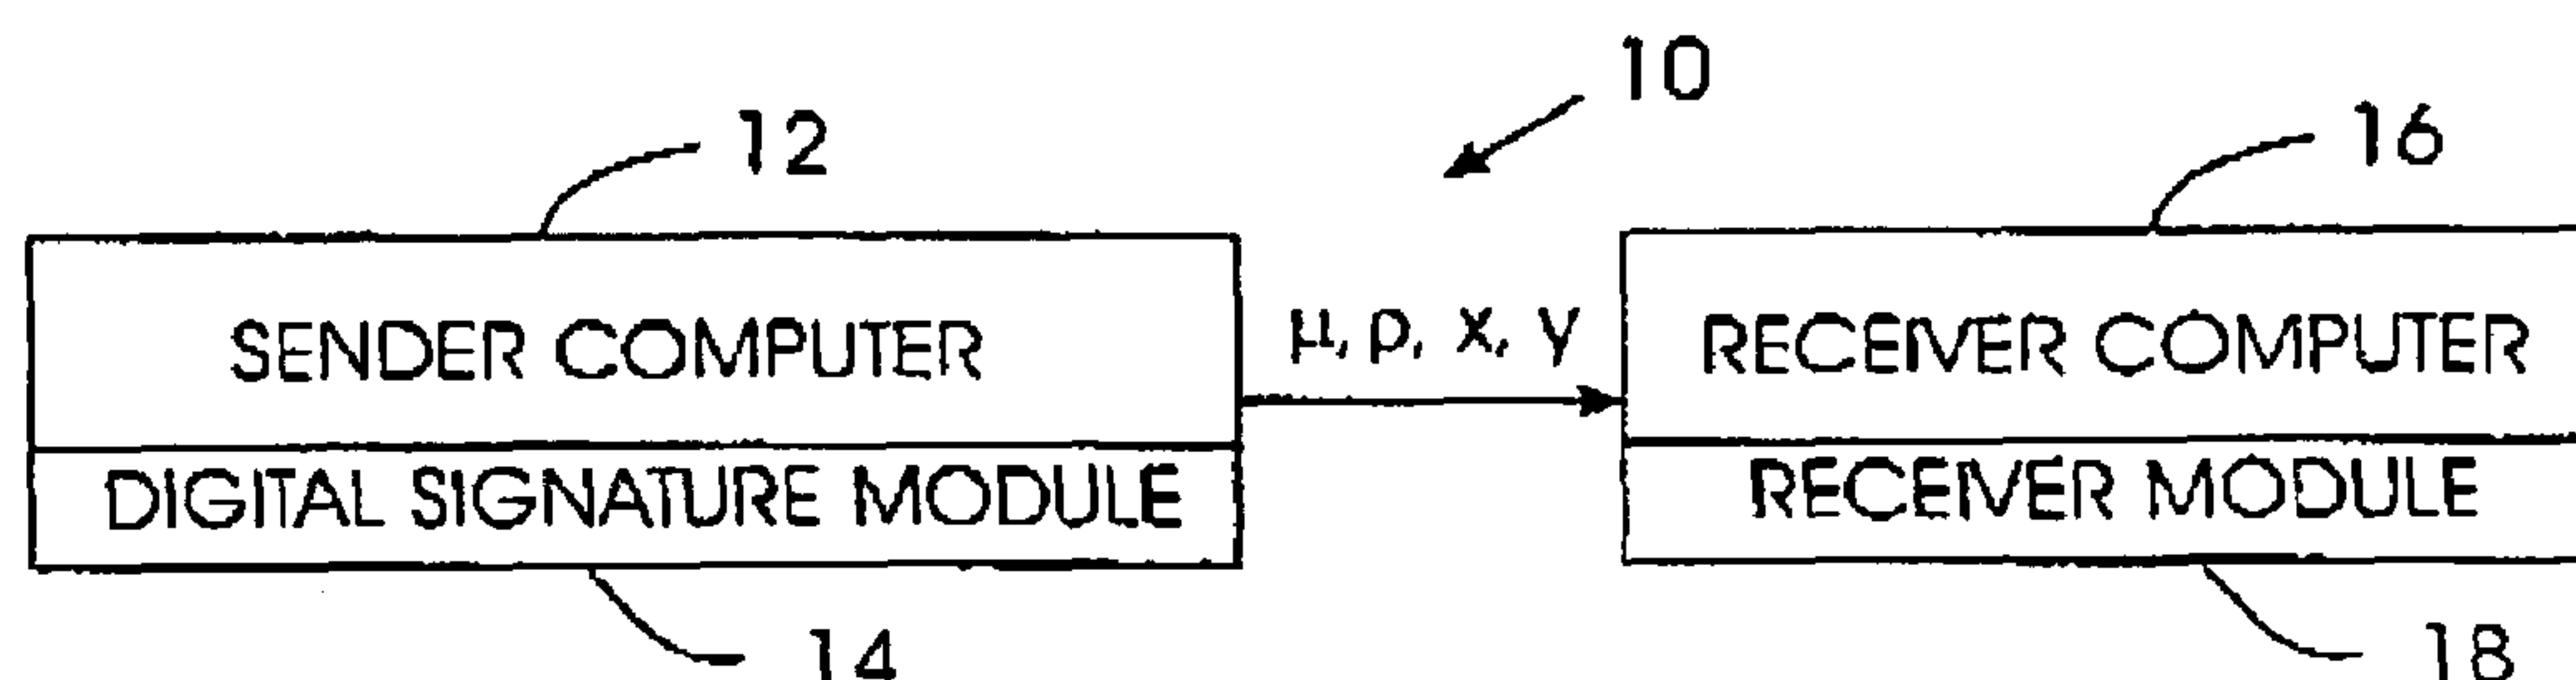 10
12
16
SENDER COMPUTER
μ, ρ, x, y
RECEIVER COMPUTER
DIGITAL SIGNATURE MODULE
RECEIVER MODULE
14
18